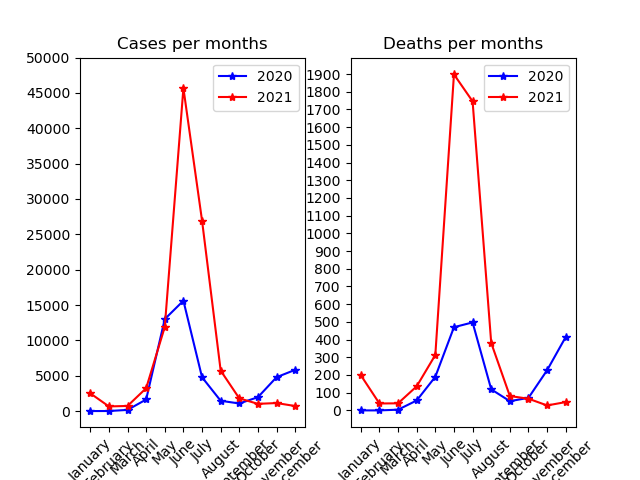 Cases per months
50000
45000
40000
35000
30000
25000
20000
15000
10000
5000
0
2020
2021
January
February
March
April
May
June
July
August
October
Deaths per months
1900
1800
1700
1600
1500
1400
1300
1200
1100
1000
900
800
700
600
500
400
300
200
100
0
2020
2021
January
February
March
April
May
June
July
August
October